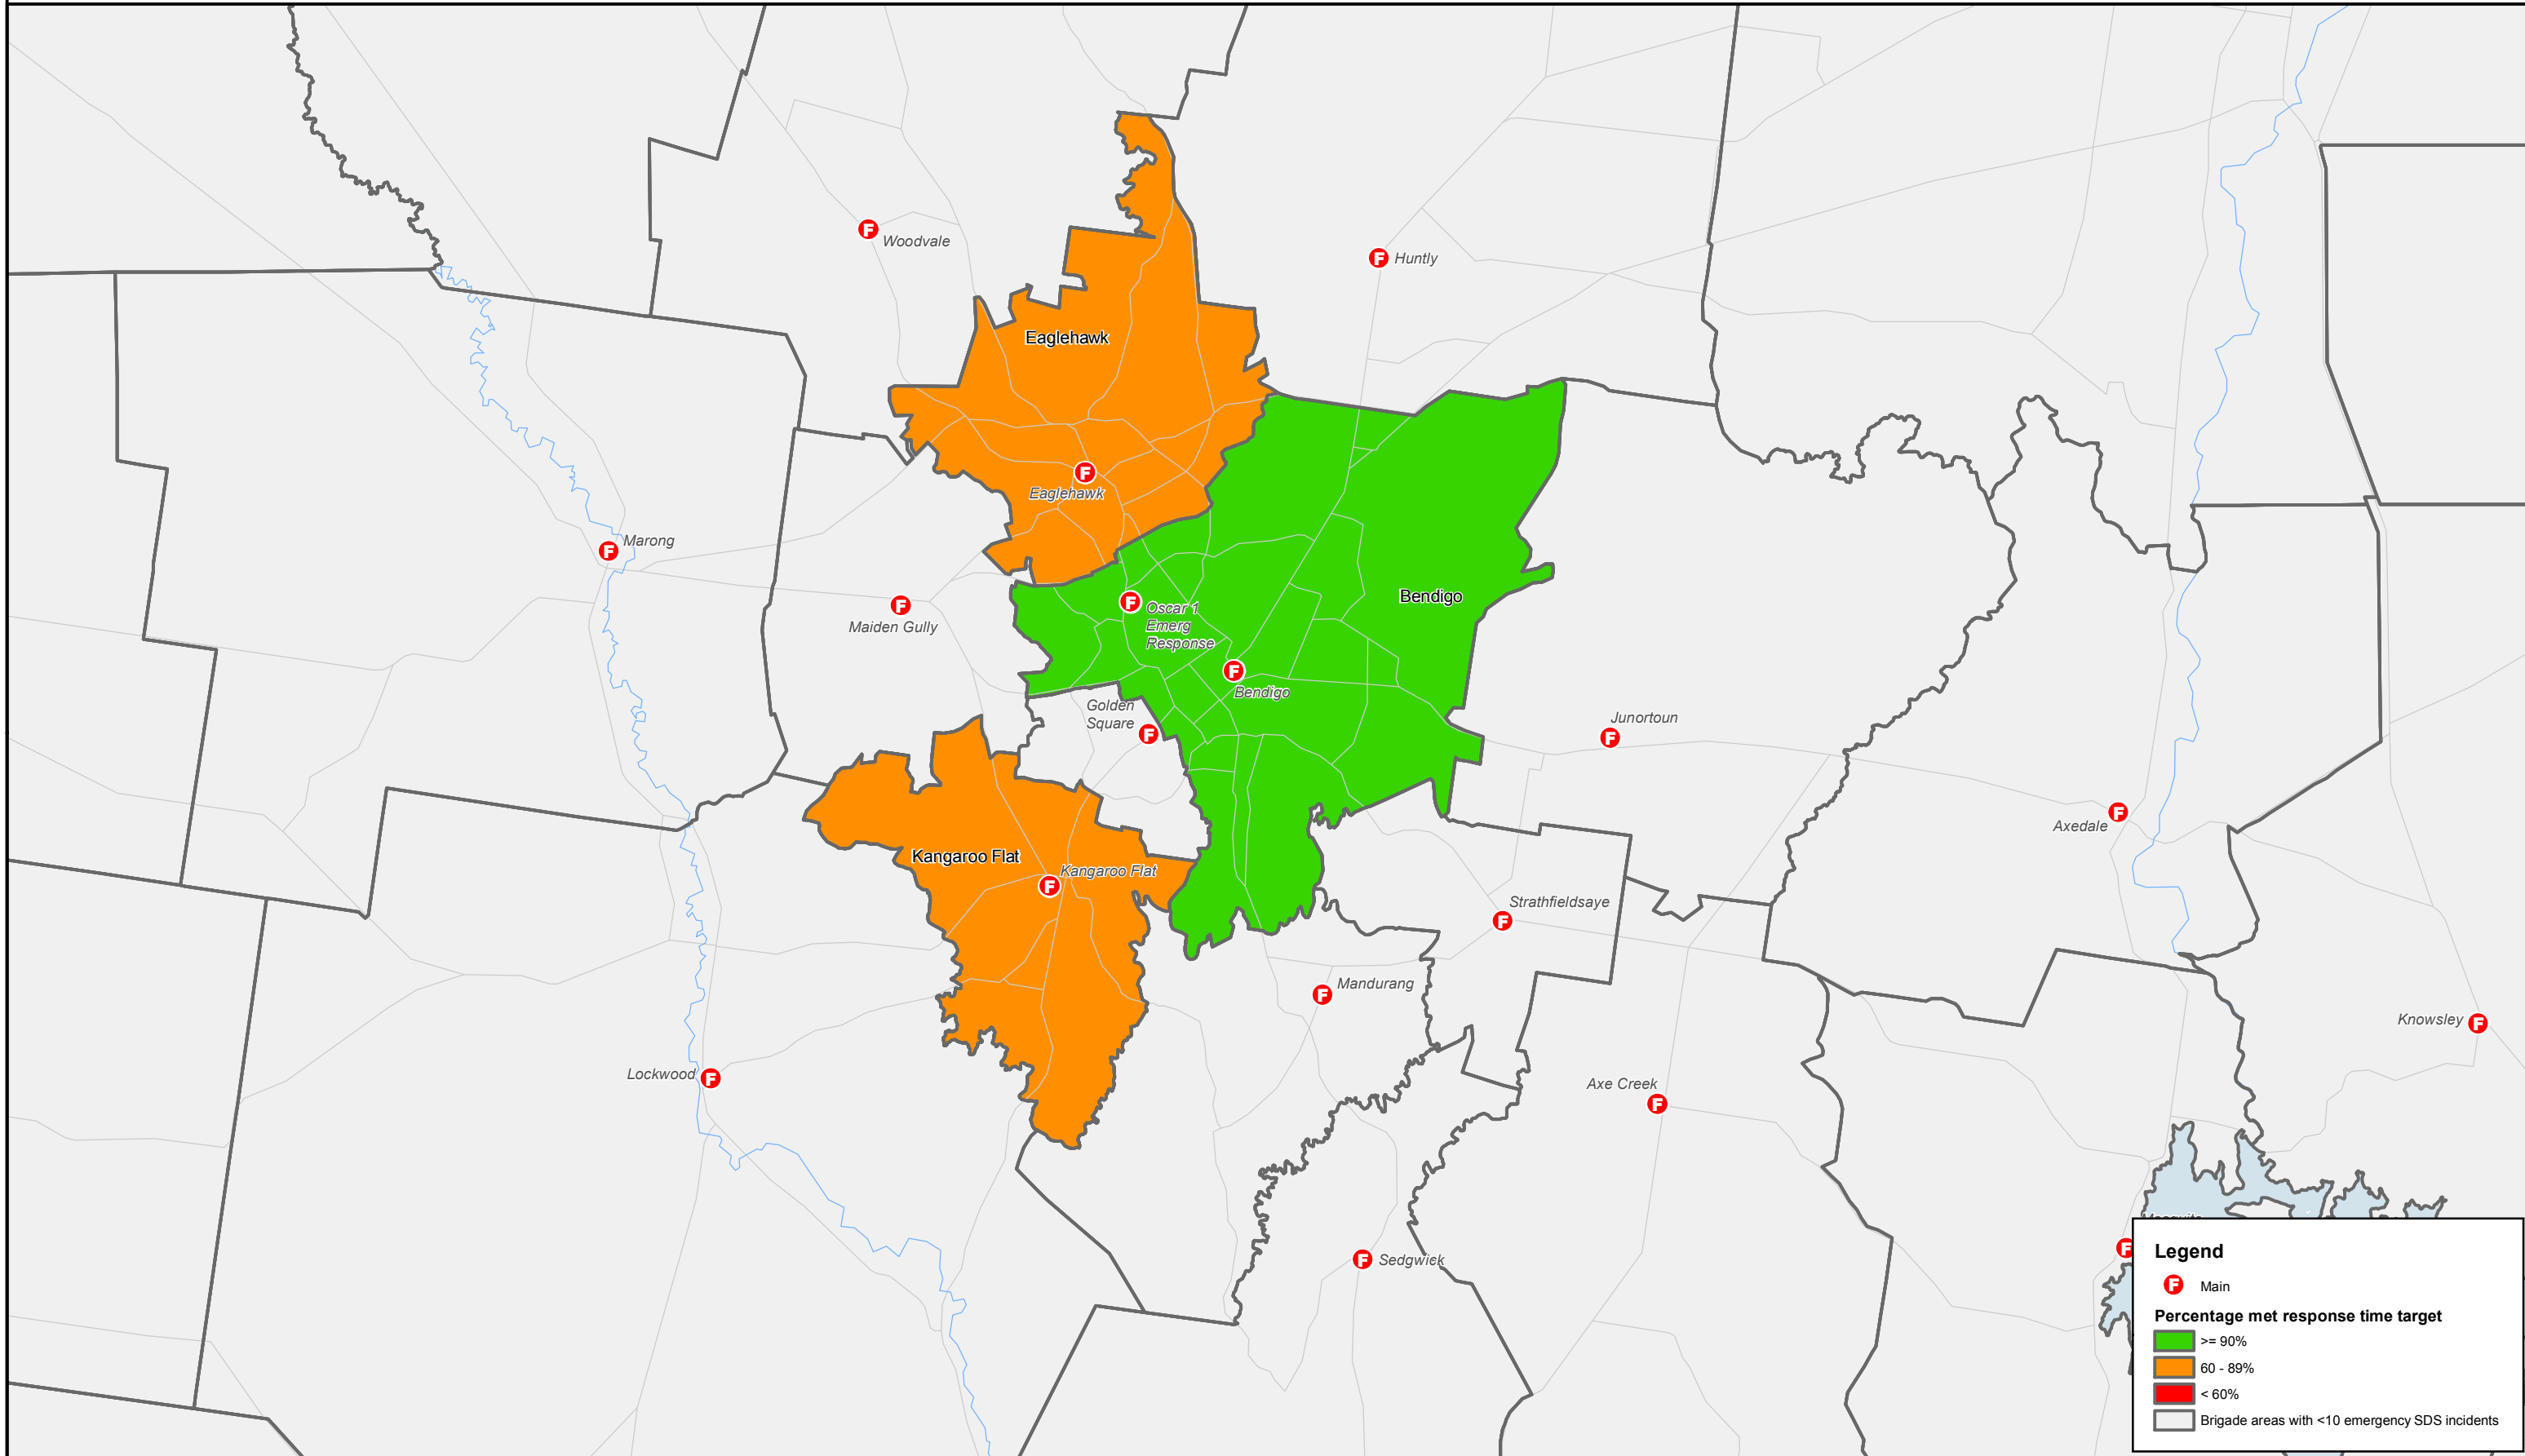 Woodvale
Huntly
Eaglehawk
Eaglehawk
Marong
Maiden Gully
Oscar 1
Emerg
Response
Bendigo
Bendigo
Golden
Square
Junortoun
Axedale
Kangaroo Flat
Kangaroo Flat
Strathfieldsaye
Mandurang
Knowsley
Lockwood
Axe Creek
Sedgwick
Legend
F Main
Percentage met response time target
>= 90%
60 - 89%
< 60%
Brigade areas with <10 emergency SDS incidents